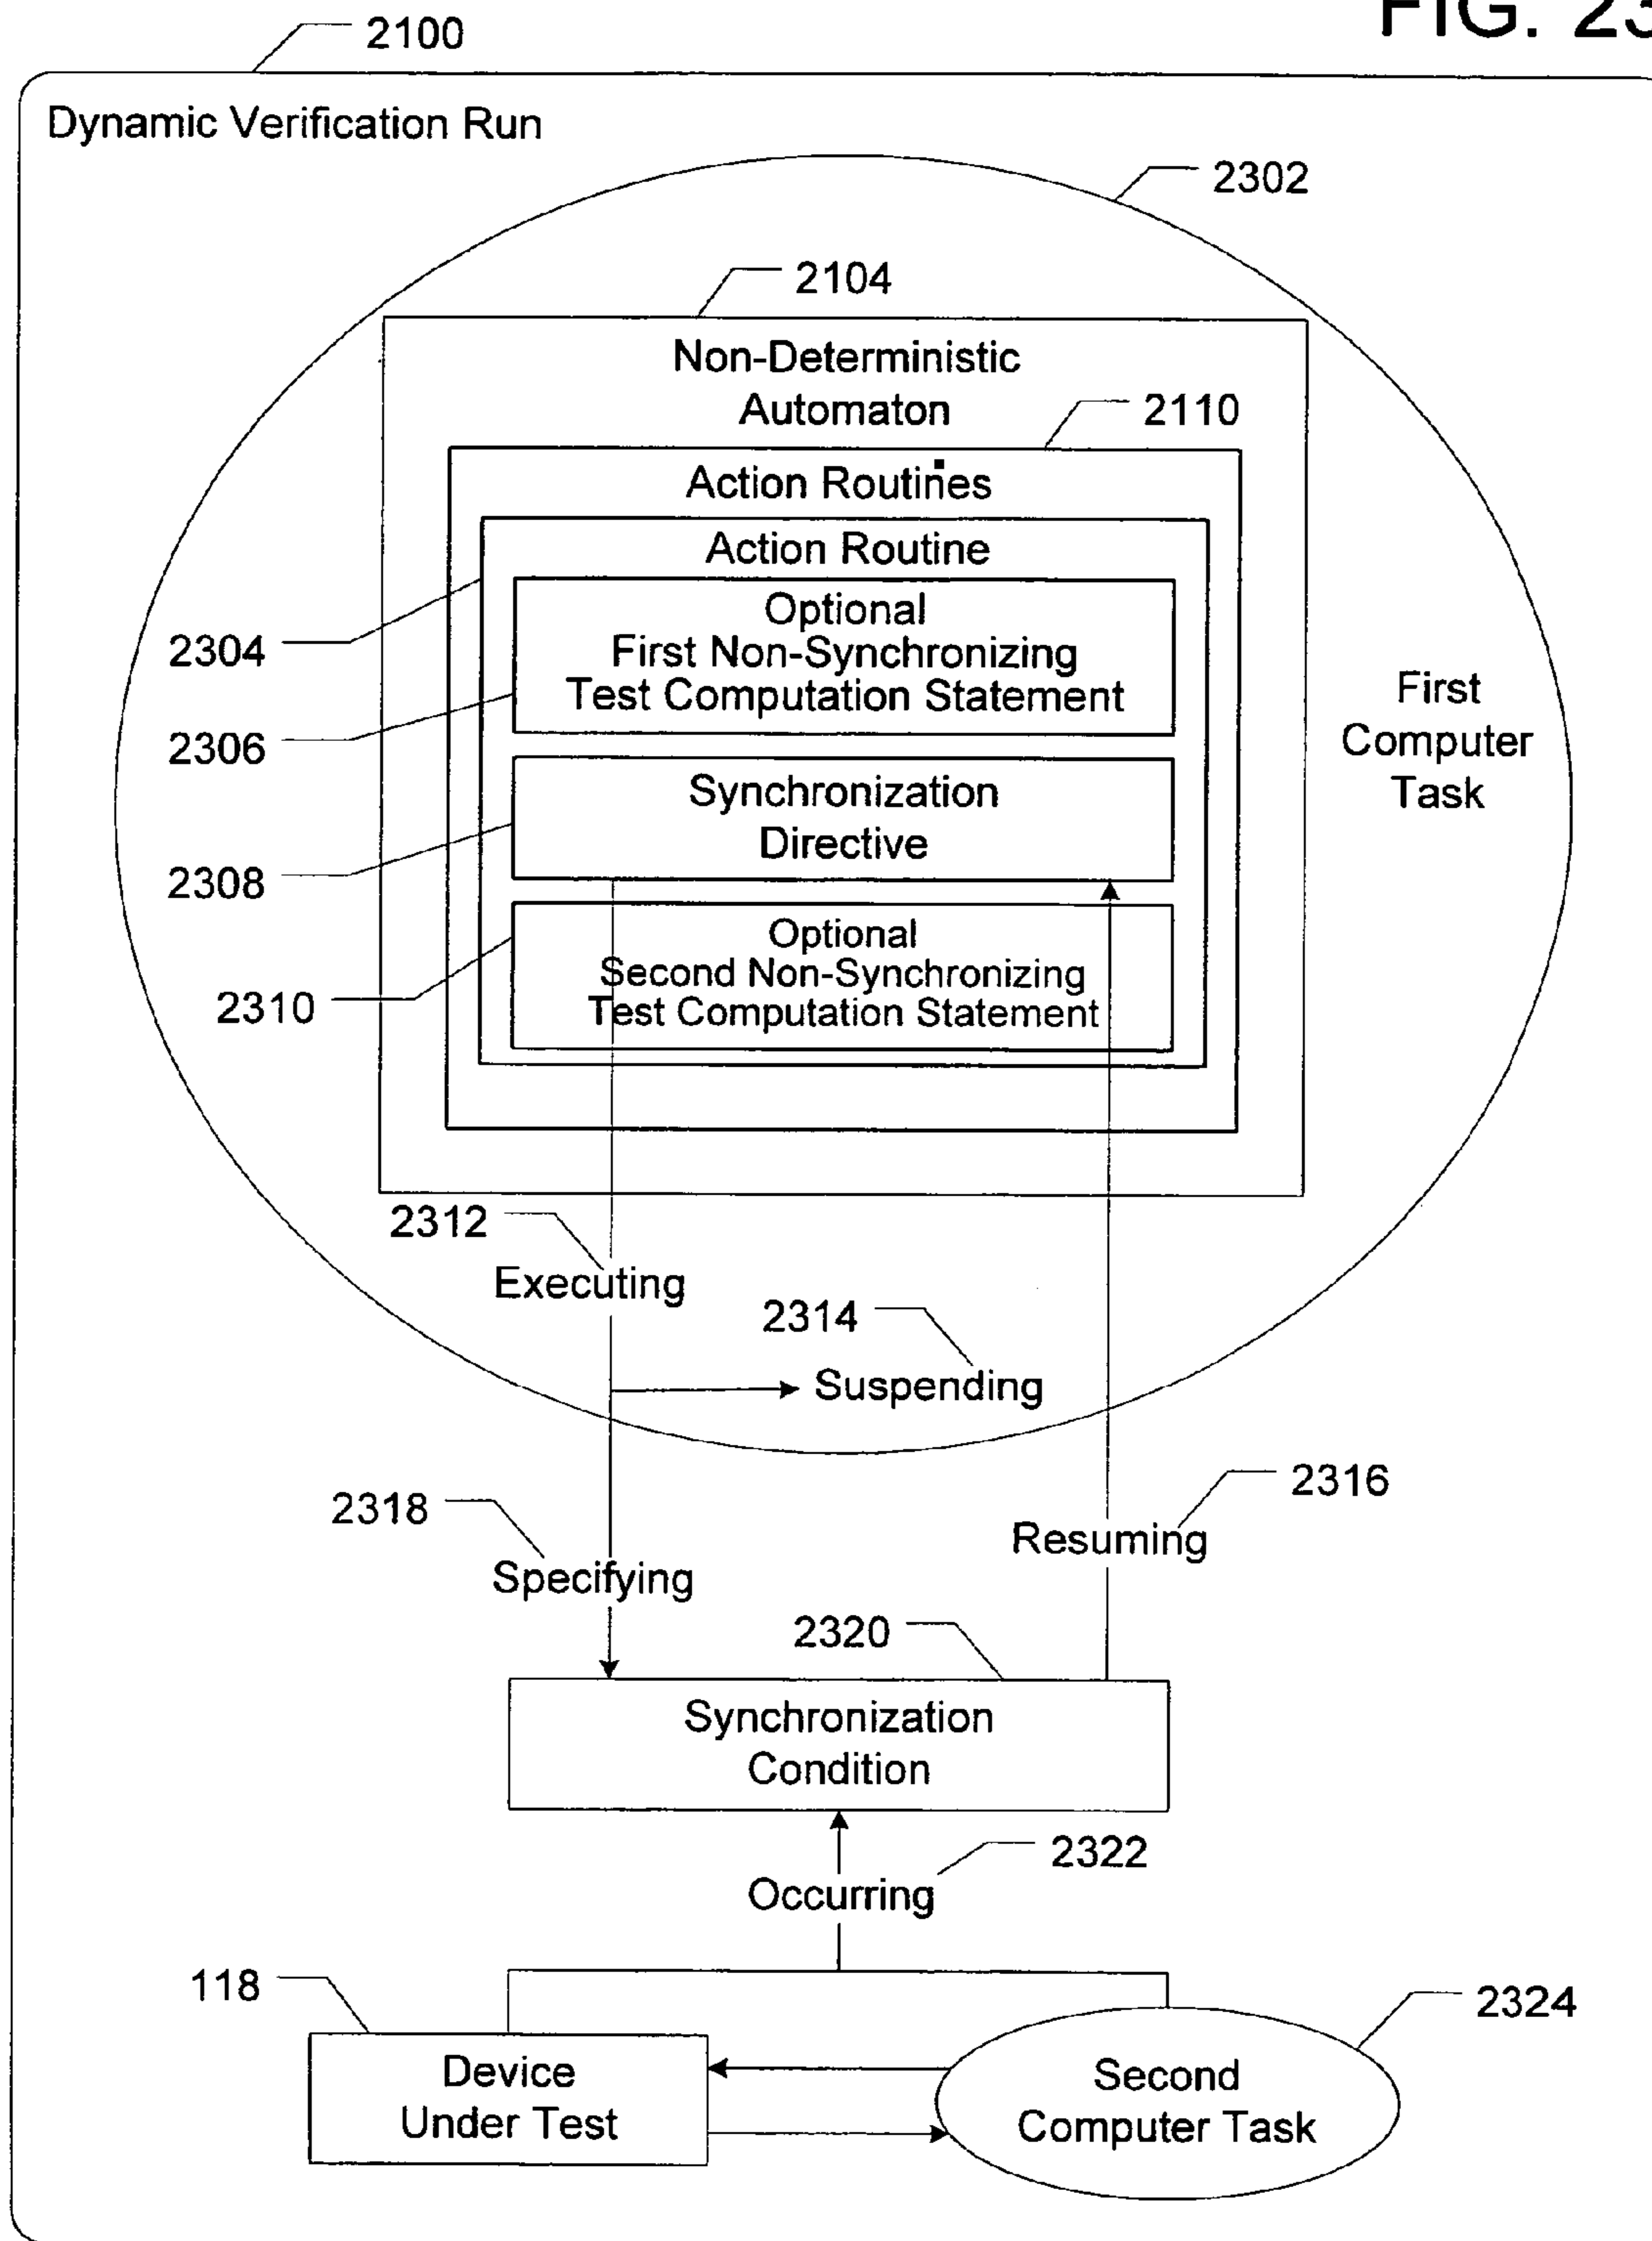 FIG. 23
2100
Dynamic Verification Run
2302
2104
Non-Deterministic
Automaton
2110
Action Routines
Action Routine
Optional
First Non-Synchronizing
Test Computation Statement
2304
2306
First
Computer
Task
Synchronization
Directive
2308
Optional
Second Non-Synchronizing
Test Computation Statement
2310
2312
Executing
2314
Suspending
2316
2318
Resuming
Specifying
2320
Synchronization
Condition
2322
Occurring
118
2324
Device
Under Test
Second
Computer Task